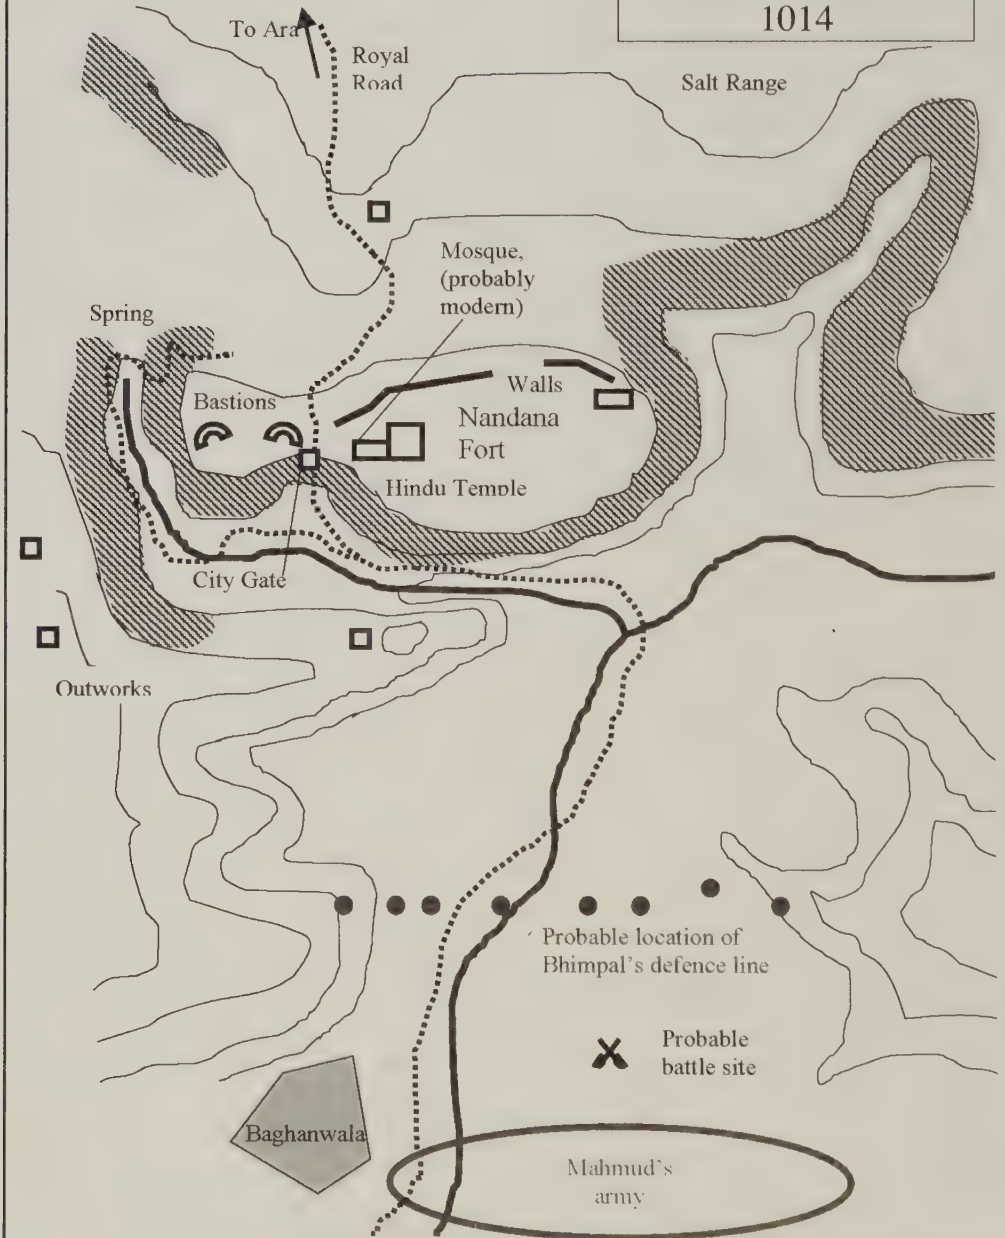 1014
To Ara
Royal
Road
Salt Range
Mosque,
(probably
modern)
Spring
Bastions
Walls
Nandana
Fort
Hindu Temple
City Gate
Outworks
Probable location of
Bhimpal's defence line
Probable
battle site
Baghanwala
Mahmud's
army